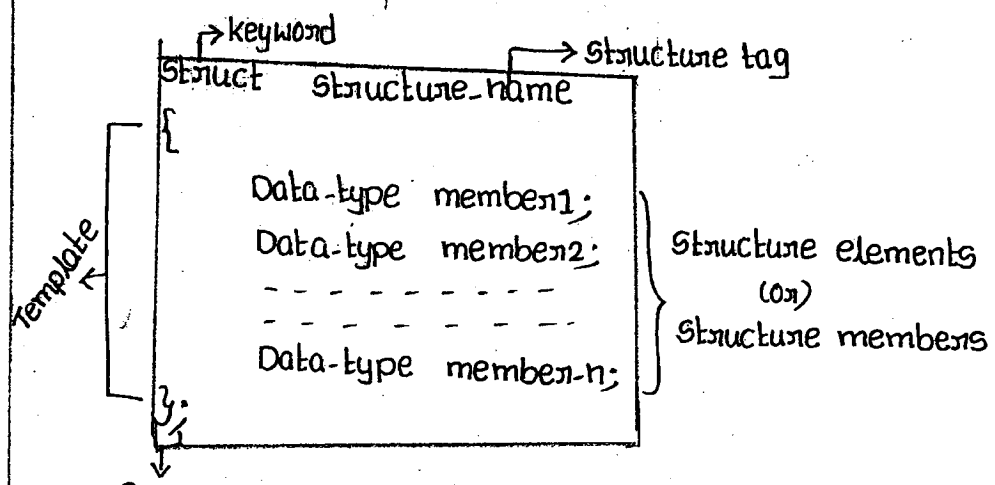 keyword
Structure tag
Struct Structure_name
{
Data-type member1;
Data-type member2;
- - - - - - - - -
- - - - - - - - -
Data-type member-n;
};
Template
Structure elements
(or)
Structure members